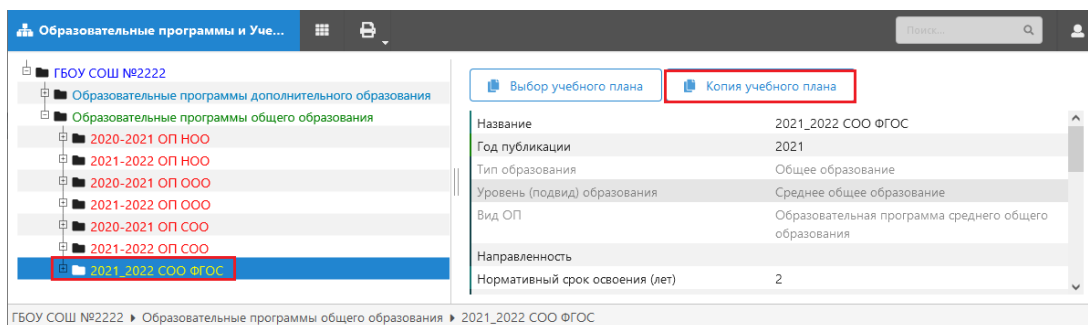 Образовательные программы и Уче...
Поиск...
ГБОУ СОШ №2222
Образовательные программы дополнительного образования
Образовательные программы общего образования
2020-2021 ОП НОО
2021-2022 ОП НОО
2020-2021 ОП ООО
2021-2022 ОП ООО
2020-2021 ОП СОО
2021-2022 ОП СОО
2021_2022 СОО ФГОС
Выбор учебного плана
Копия учебного плана
Название 2021_2022 СОО ФГОС
Год публикации 2021
Тип образования Общее образование
Уровень (подвид) образования Среднее общее образование
Вид ОП Образовательная программа среднего общего
образования
Направленность
Нормативный срок освоения (лет) 2
ГБОУ СОШ №2222 Образовательные программы общего образования 2021_2022 СОО ФГОС